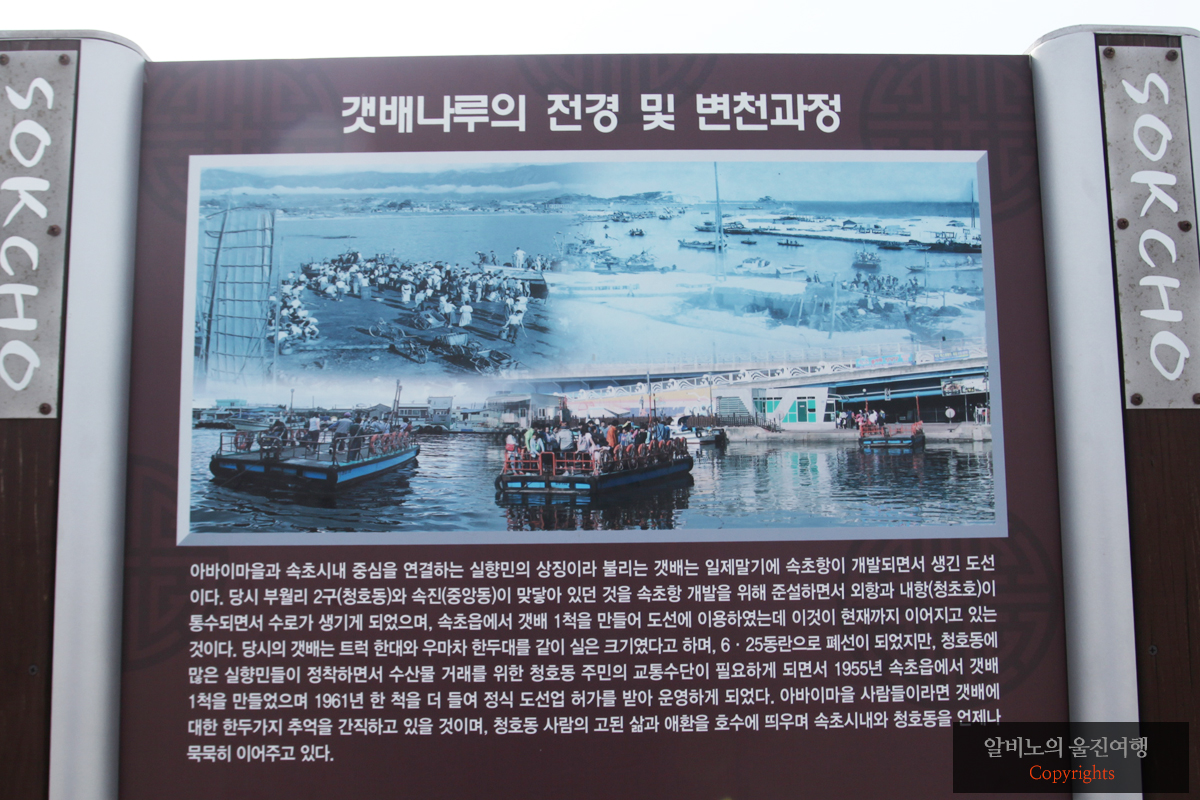 SOKCHO
갯배나루의 전경 및 변천과정
SOKCHO
아바이마을과 속초시내 중심을 연결하는 실향민의 상징이라 불리는 갯배는 일제말기에 속초항이 개발되면서 생긴 도선
이다. 당시 부월리 2구(청호동)와 속진(중앙동)이 맞닿아 있던 것을 속초항 개발을 위해 준설하면서 외항과 내항(청초호)이
통수되면서 수로가 생기게 되었으며, 속초읍에서 갯배 1척을 만들어 도선에 이용하였는데 이것이 현재까지 이어지고 있는
것이다. 당시의 갯배는 트럭 한대와 우마차 한두대를 같이 실은 크기였다고 하며, 6 · 25동란으로 폐선이 되었지만, 청호동에
많은 실향민들이 정착하면서 수산물 거래를 위한 청호동 주민의 교통수단이 필요하게 되면서 1955년 속초읍에서 갯배
1척을 만들었으며 1961년 한 척을 더 들여 정식 도선업 허가를 받아 운영하게 되었다. 아바이마을 사람들이라면 갯배에
대한 한두가지 추억을 간직하고 있을 것이며, 청호동 사람의 고된 삶과 애환을 호수에 띄우며 속초시내와 청호동을 언제나
묵묵히 이어주고 있다.
알비노의 울진여행
Copyrights